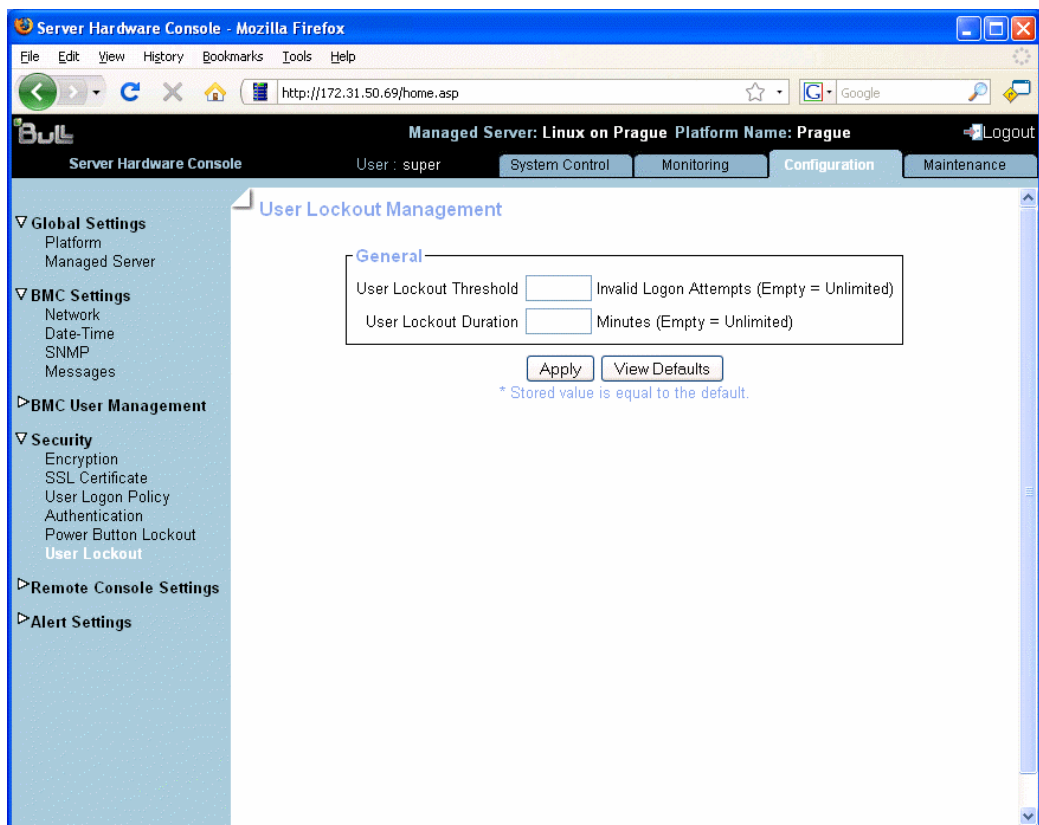 Server Hardware Console - Mozilla Firefox
File Edit View History Bookmarks Tools Help
http://172.31.50.69/home.asp
G Google
Bull
Managed Server: Linux on Prague Platform Name: Prague
Logout
Server Hardware Console
User : super
System Control
Monitoring
Configuration
Maintenance
Global Settings
Platform
Managed Server
BMC Settings
Network
Date-Time
SNMP
Messages
BMC User Management
Security
Encryption
SSL Certificate
User Logon Policy
Authentication
Power Button Lockout
User Lockout
Remote Console Settings
Alert Settings
User Lockout Management
General
User Lockout Threshold Invalid Logon Attempts (Empty = Unlimited)
User Lockout Duration Minutes (Empty = Unlimited)
Apply View Defaults
* Stored value is equal to the default.